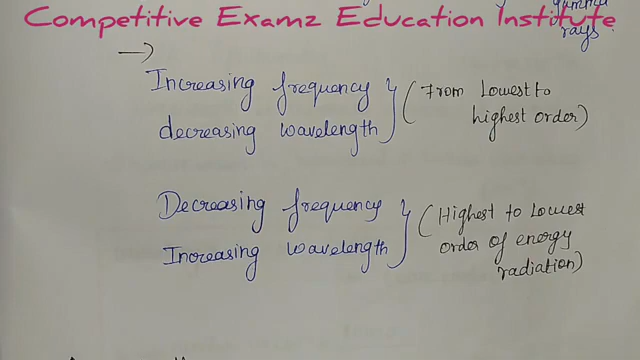 Competitive Examz Education Institute
gamma
rays
Increasing frequency
decreasing wavelength
(From Lowest to
highest order)
Decreasing frequency
Increasing wavelength
(Highest to Lowest
order of energy
radiation)